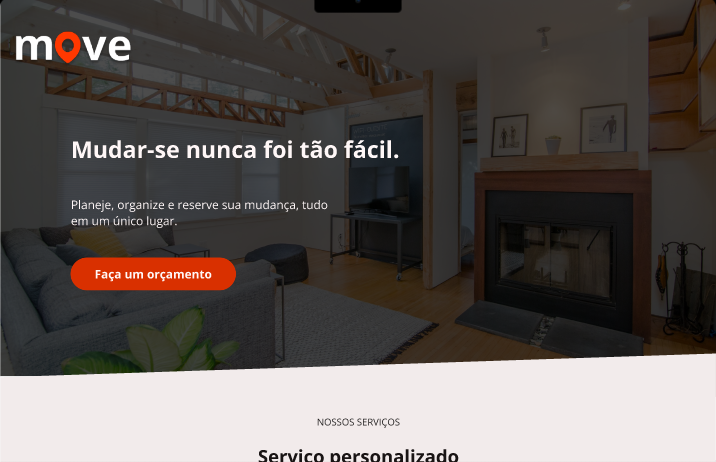 move
Mudar-se nunca foi tão fácil.
Planeje, organize e reserve sua mudança, tudo
em um único lugar.
Faça um orçamento
NOSSOS SERVIÇOS
Serviço personalizado